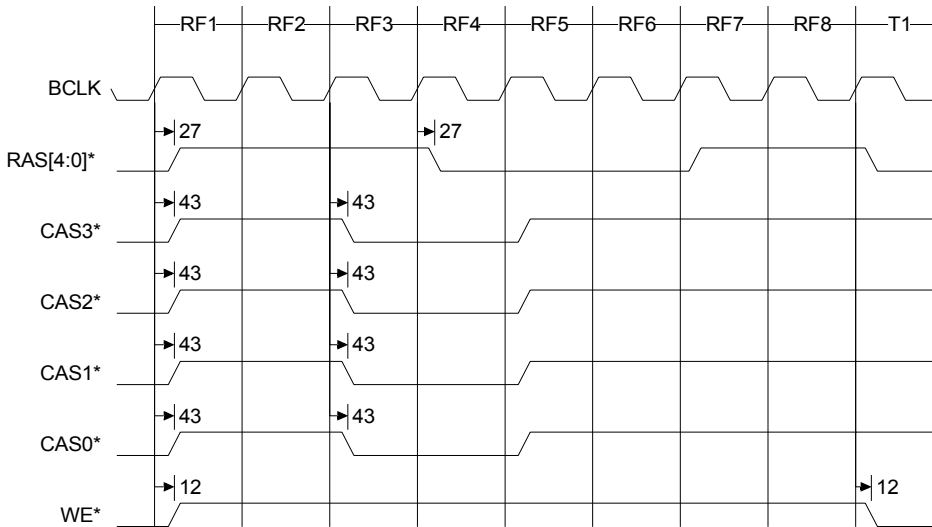 RF1 RF2 RF3 RF4 RF5 RF6 RF7 RF8 T1
BCLK
27 27
RAS[4:0]*
43 43
CAS3*
43 43
CAS2*
43 43
CAS1*
43 43
CAS0*
12 12
WE*